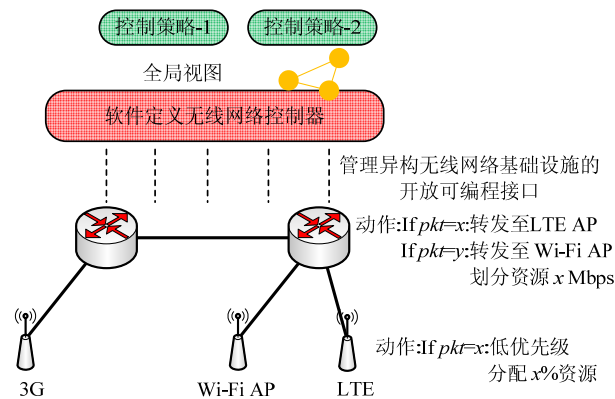 控制策略-1
控制策略-2
全局视图
软件定义无线网络控制器
管理异构无线网络基础设施的
开放可编程接口
动作:If pkt=x:转发至LTE AP
If pkt=y:转发至 Wi-Fi AP
划分资源 x Mbps
动作:If pkt=x:低优先级
分配 x%资源
3G
Wi-Fi AP
LTE